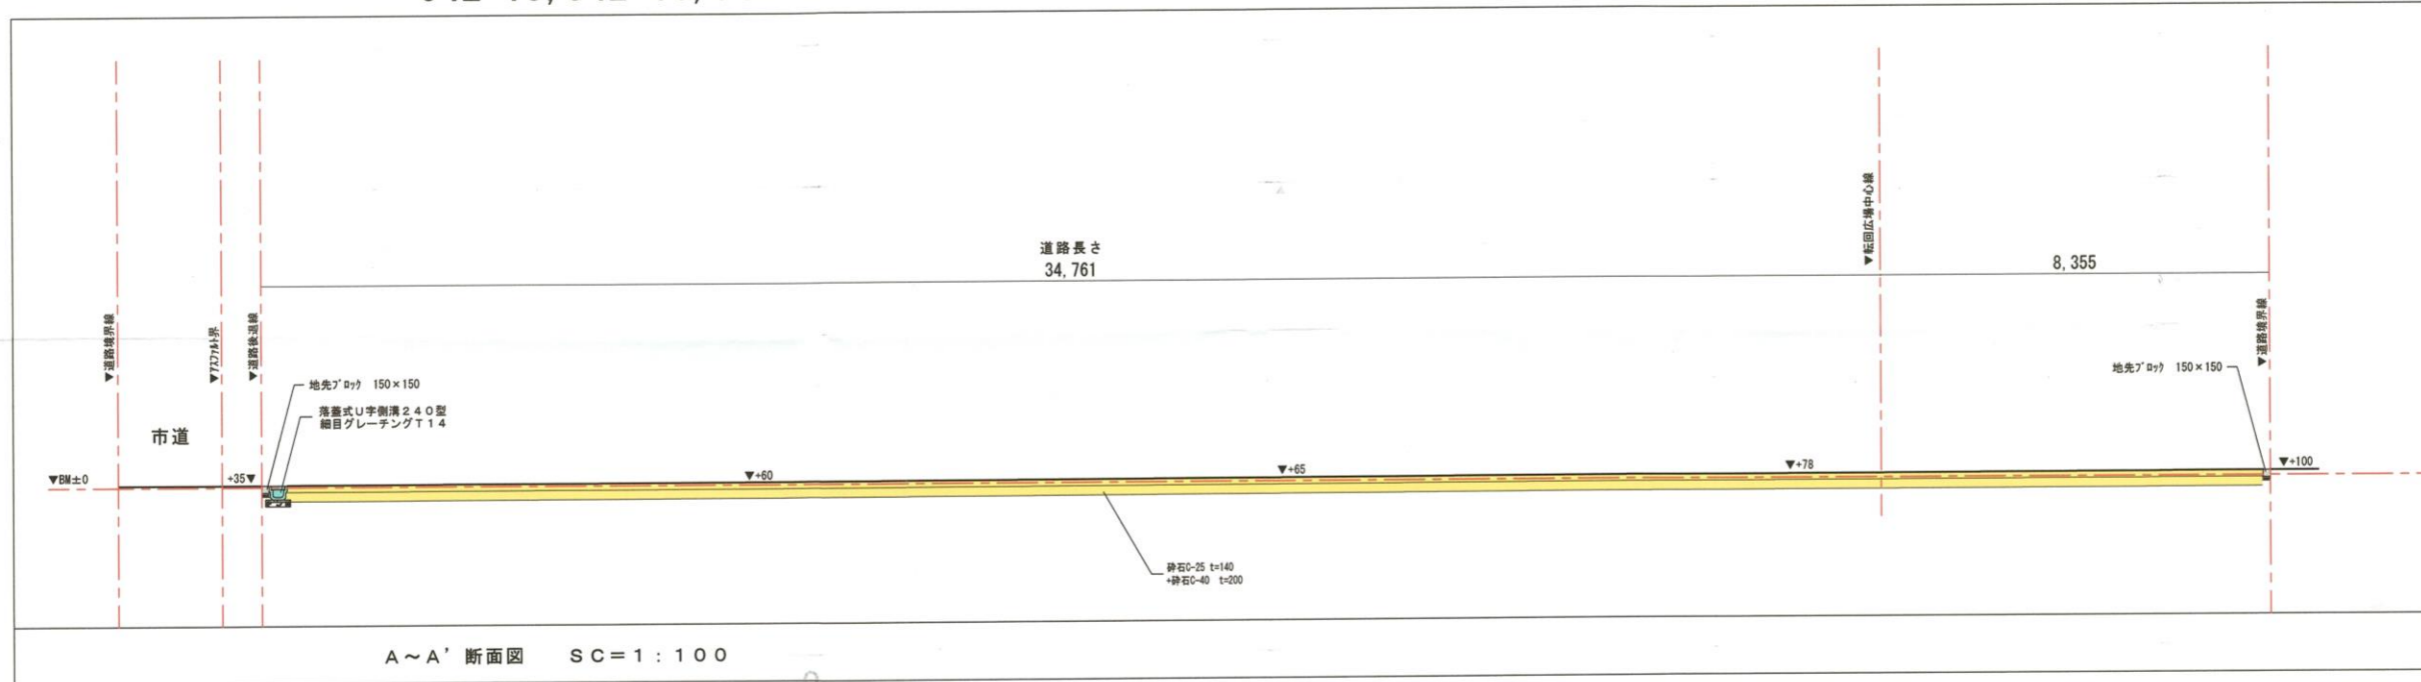 道路長さ
34,761
8,355
▼転回広場中心線
▼道路境界線
▼アスファルト界
▼道路後退線
▼道路境界線
地先ブロック 150×150
落蓋式U字側溝240型
細目グレーチングT14
地先ブロック 150×150
市道
▼BM±0
+35▼
▼+60
▼+65
▼+78
▼+100
砕石C-25 t=140
+砕石C-40 t=200
A~A' 断面図 SC=1:100